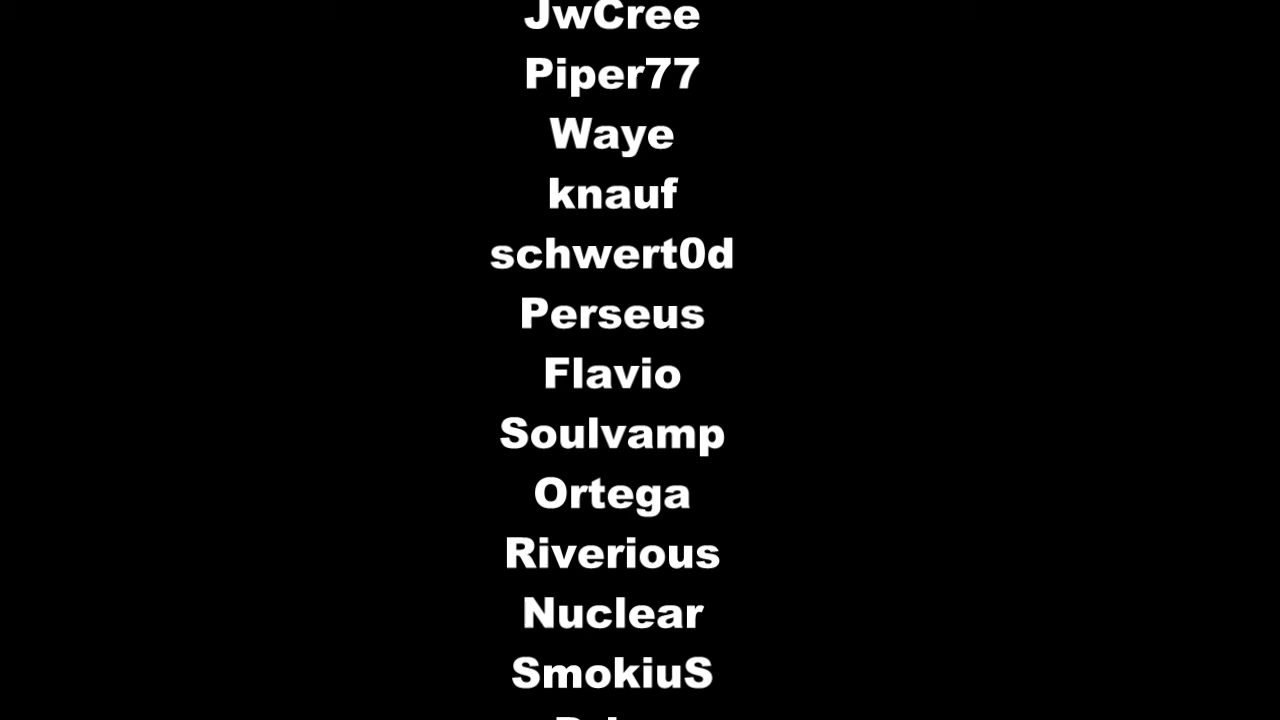 JwCree
Piper77
Waye
knauf
schwert0d
Perseus
Flavio
Soulvamp
Ortega
Riverious
Nuclear
SmokiuS